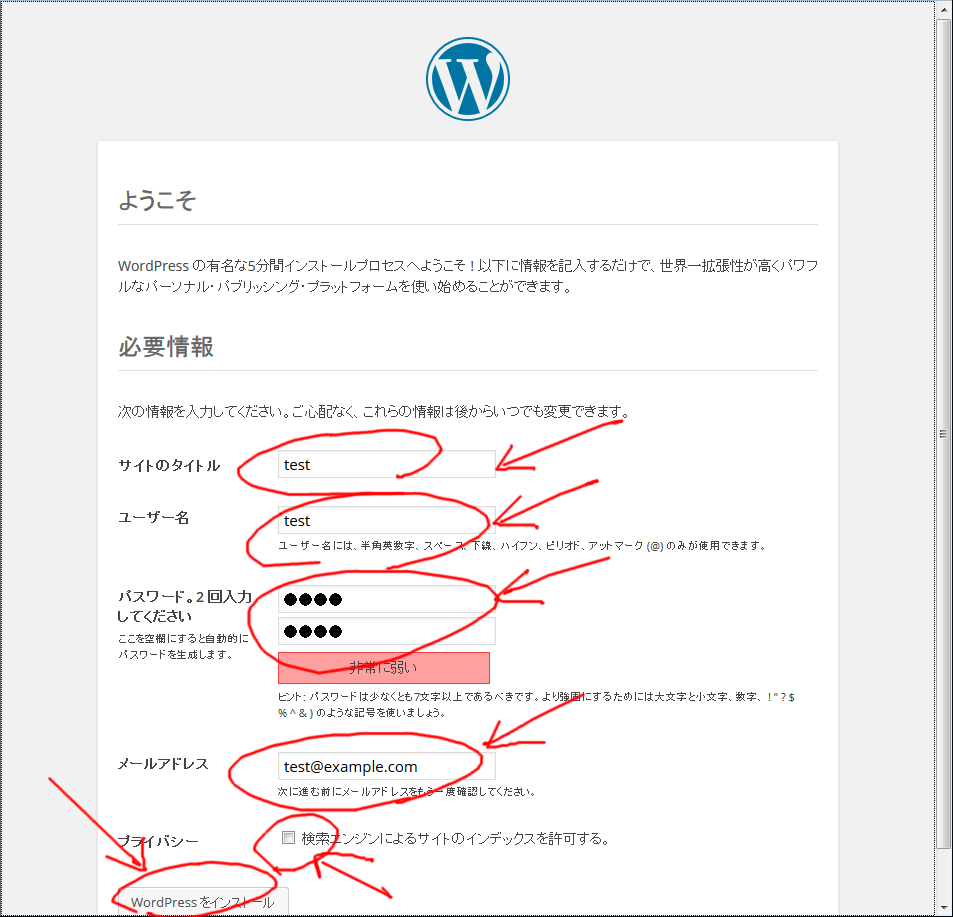 ようこそ
WordPress の有名な5分間インストールプロセスへようこそ！以下に情報を記入するだけで、世界一拡張性が高くパワフ
ルなパーソナル・パブリッシング・プラットフォームを使い始めることができます。
必要情報
次の情報を入力してください。ご心配なく、これらの情報は後からいつでも変更できます。
サイトのタイトル
test
ユーザー名
test
ユーザー名には、半角英数字、スペース、下線、ハイフン、ピリオド、アットマーク (@) のみが使用できます。
パスワード。2 回入力
してください
ここを空欄にすると自動的に
パスワードを生成します。
●●●●
●●●●
非常に弱い
ヒント: パスワードは少なくとも7文字以上であるべきです。より強固にするためには大文字と小文字、数字、! " ? $
% ^ & ) のような記号を使いましょう。
メールアドレス
test@example.com
次に進む前にメールアドレスをもう一度確認してください。
プライバシー
検索エンジンによるサイトのインデックスを許可する。
WordPress をインストール